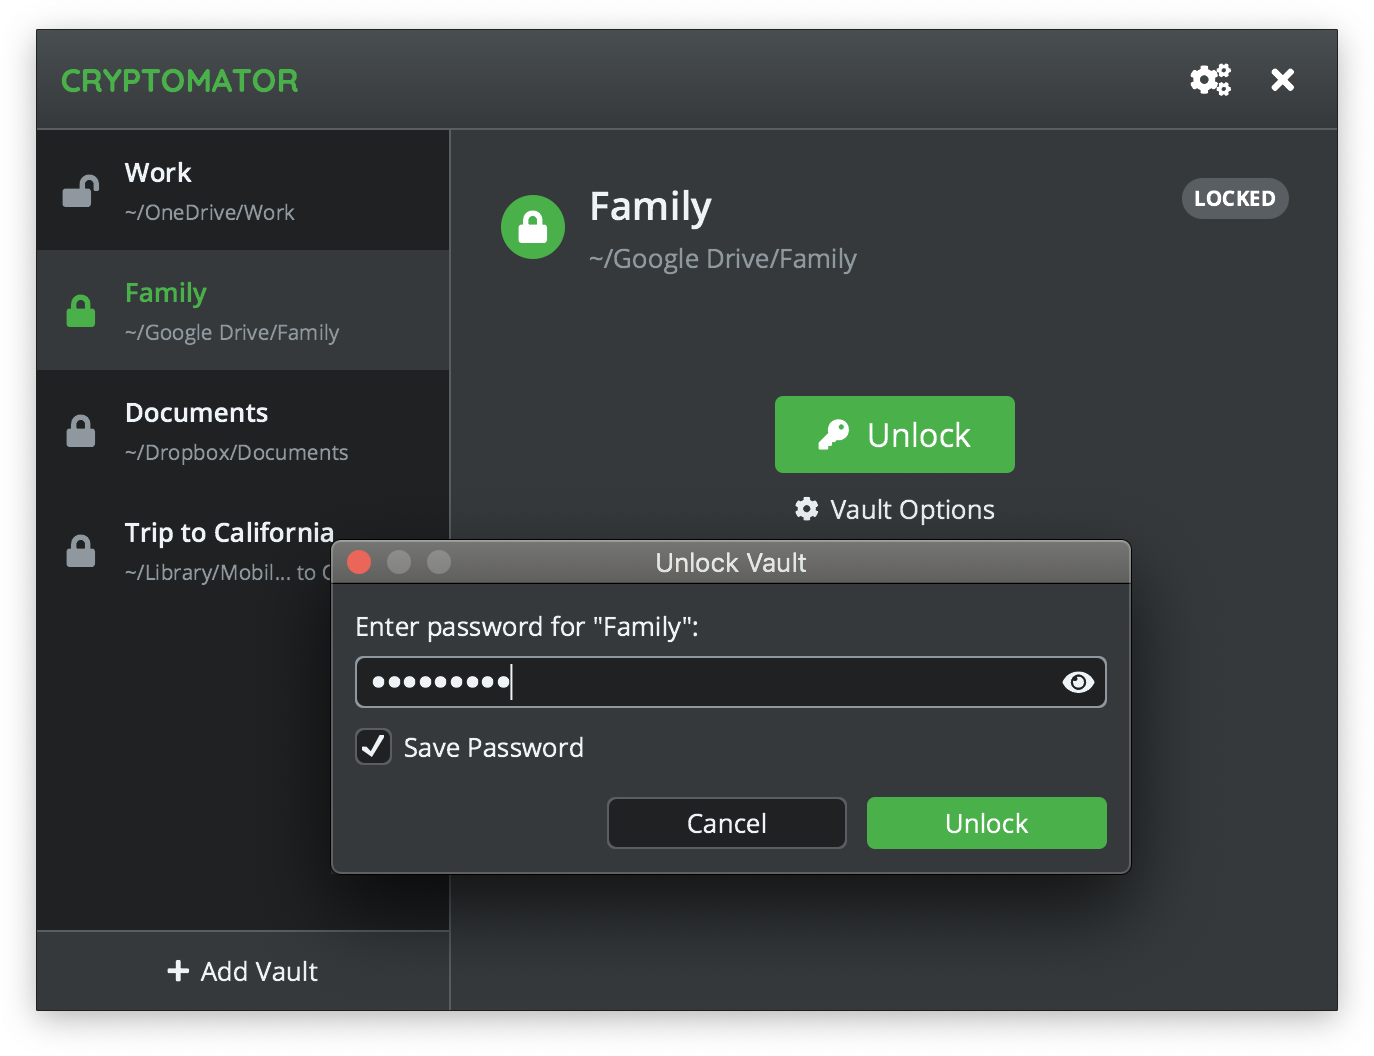 CRYPTOMATOR
Work
~/OneDrive/Work
Family
~/Google Drive/Family
Documents
~/Dropbox/Documents
Trip to California
~/Library/Mobil... to
Add Vault
Family
~/Google Drive/Family
LOCKED
Unlock
Vault Options
Unlock Vault
Enter password for "Family":
Save Password
Cancel
Unlock